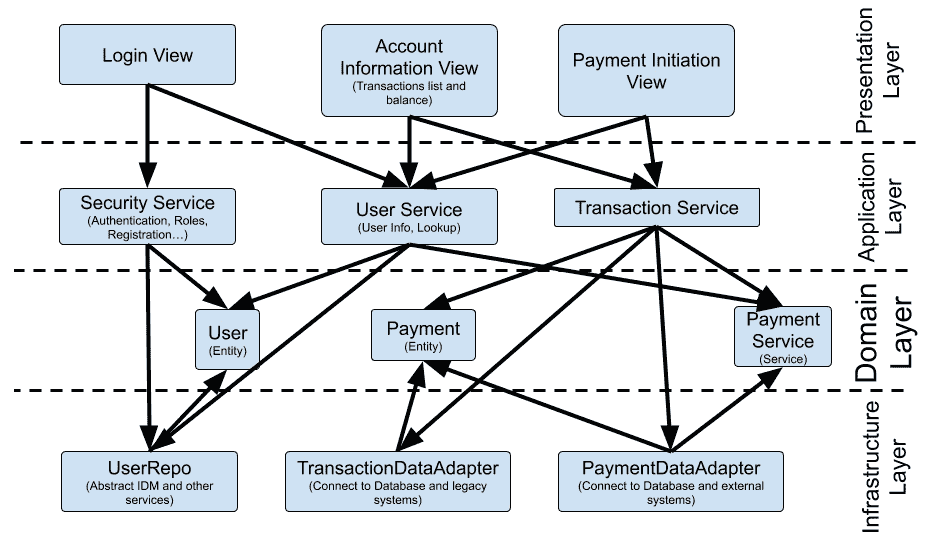 Login View
Account
Information View
(Transactions list and
balance)
Payment Initiation
View
Presentation
Layer
Security Service
(Authentication, Roles,
Registration…)
User Service
(User Info, Lookup)
Transaction Service
Application
Layer
User
(Entity)
Payment
(Entity)
Payment
Service
(Service)
Domain
Layer
UserRepo
(Abstract IDM and other
services)
TransactionDataAdapter
(Connect to Database and legacy
systems)
PaymentDataAdapter
(Connect to Database and external
systems)
Infrastructure
Layer